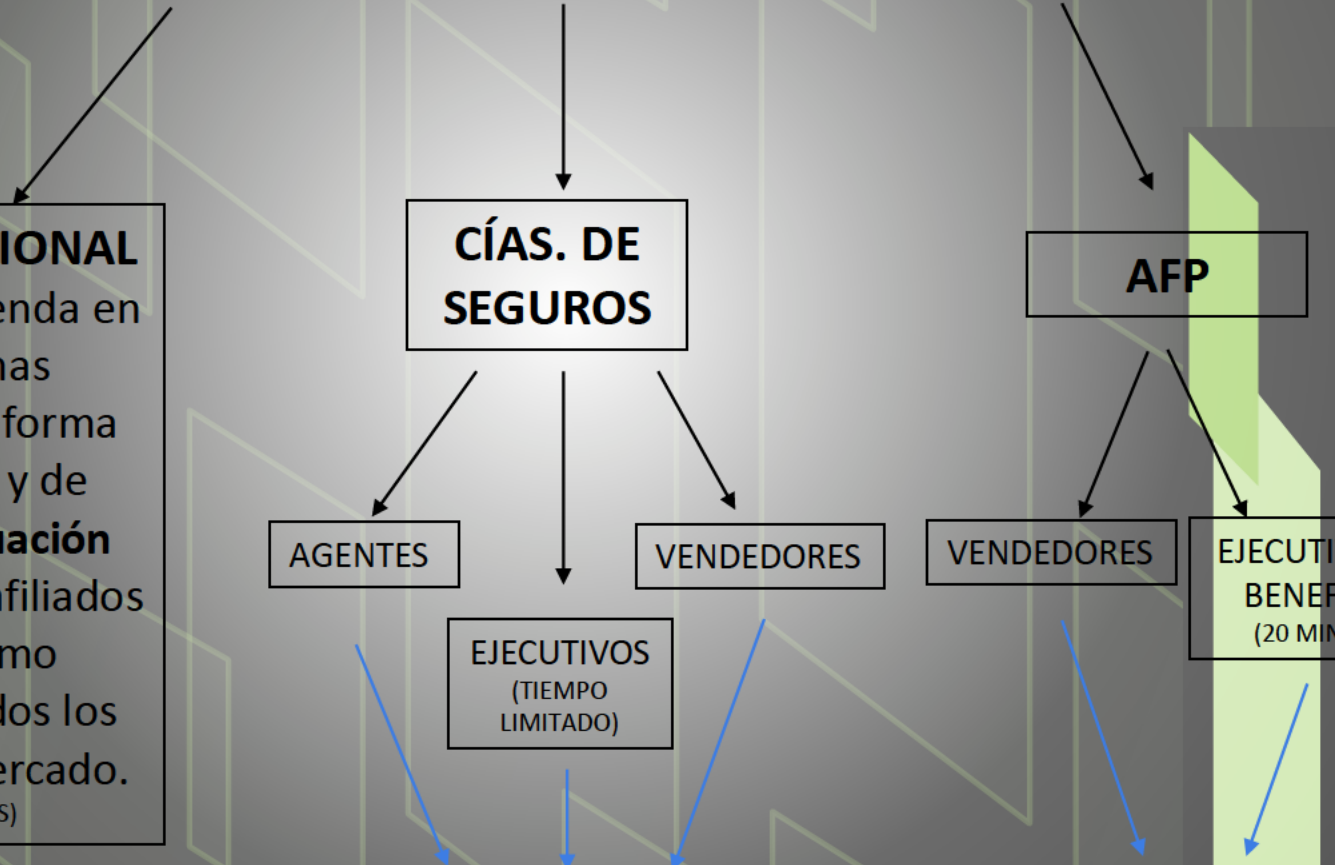 IONAL
enda en
nas
forma
y de
uación
afiliados
mo
dos los
ercado.
S)
CÍAS. DE
SEGUROS
AGENTES
EJECUTIVOS
(TIEMPO
LIMITADO)
VENDEDORES
AFP
VENDEDORES
EJECUTI
BENEF
(20 MIN